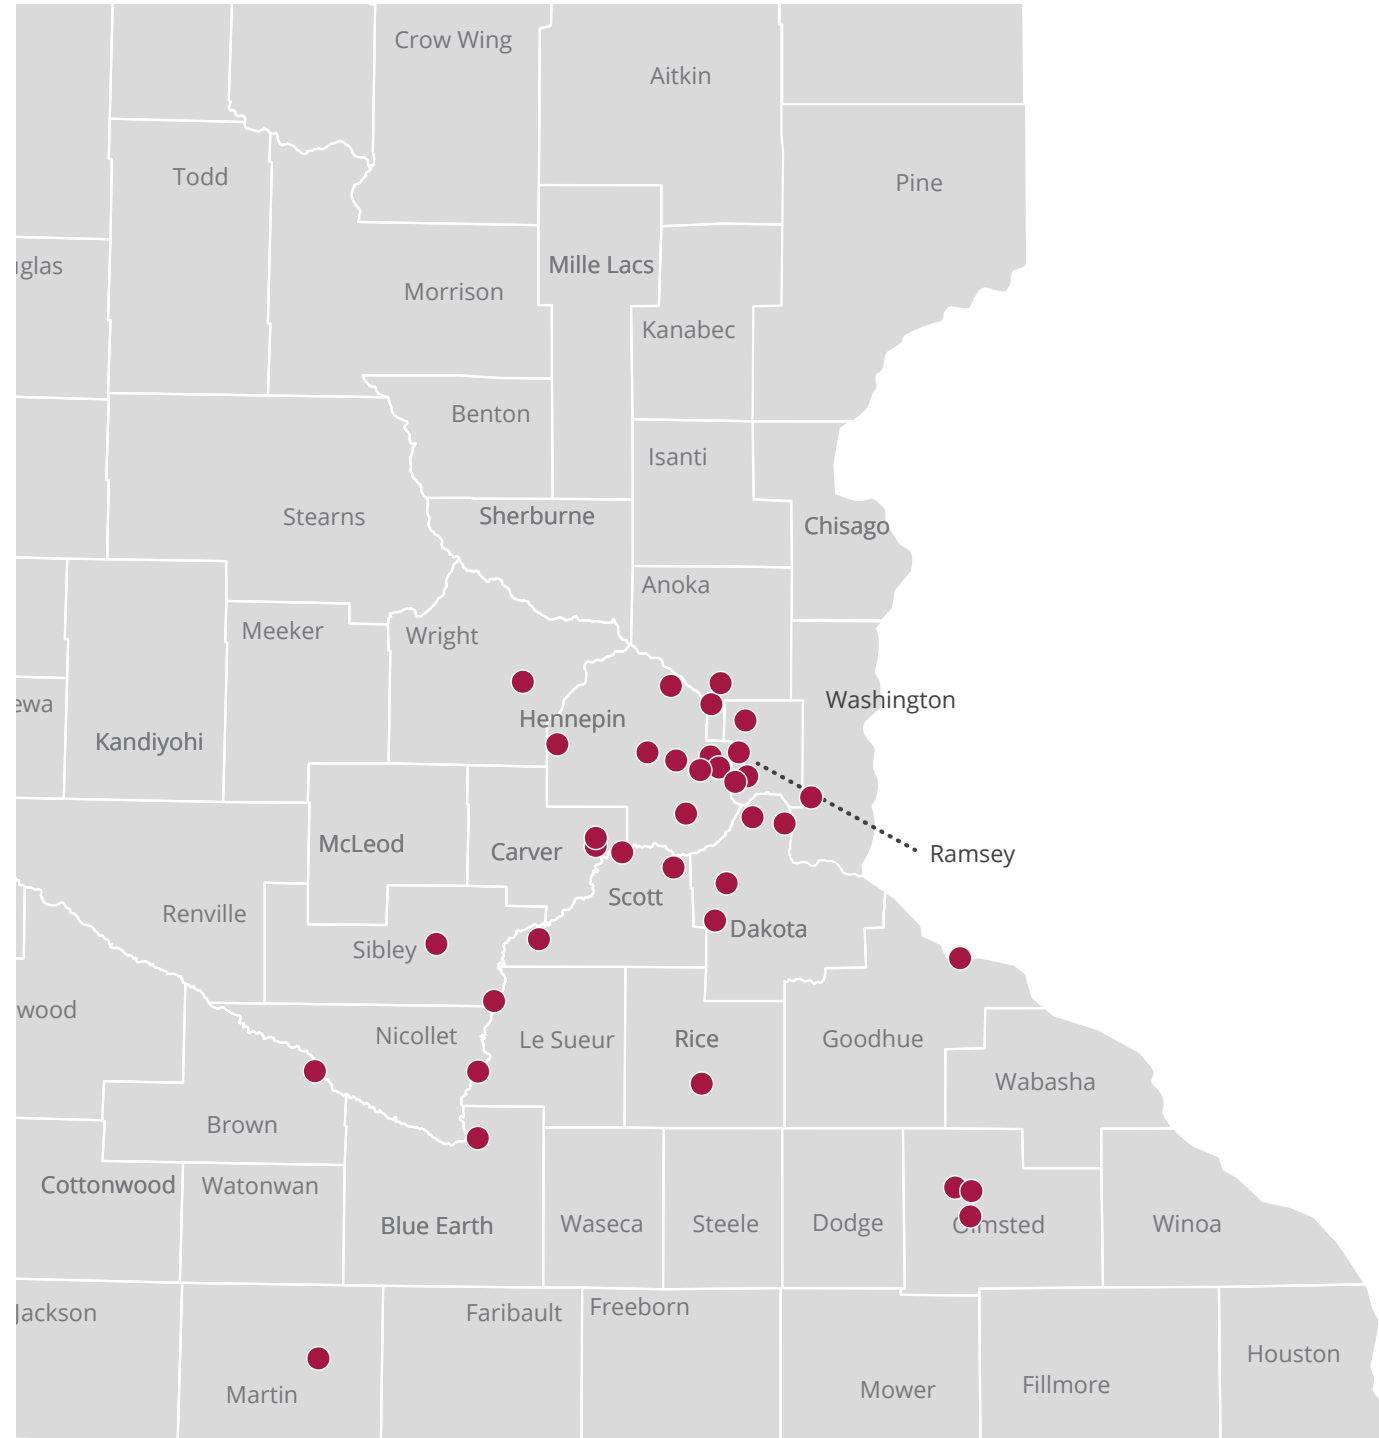 Crow Wing
Aitkin
Todd
Pine
uglas
Mille Lacs
Morrison
Kanabec
Benton
Isanti
Stearns
Sherburne
Chisago
Anoka
Meeker
Wright
Washington
ewa
Hennepin
Kandiyohi
McLeod
Carver
Ramsey
Scott
Renville
Dakota
Sibley
wood
Nicollet
Le Sueur
Rice
Goodhue
Wabasha
Brown
Cottonwood
Watonwan
Blue Earth
Waseca
Steele
Dodge
Olmsted
Winoa
Jackson
Faribault
Freeborn
Houston
Martin
Mower
Fillmore